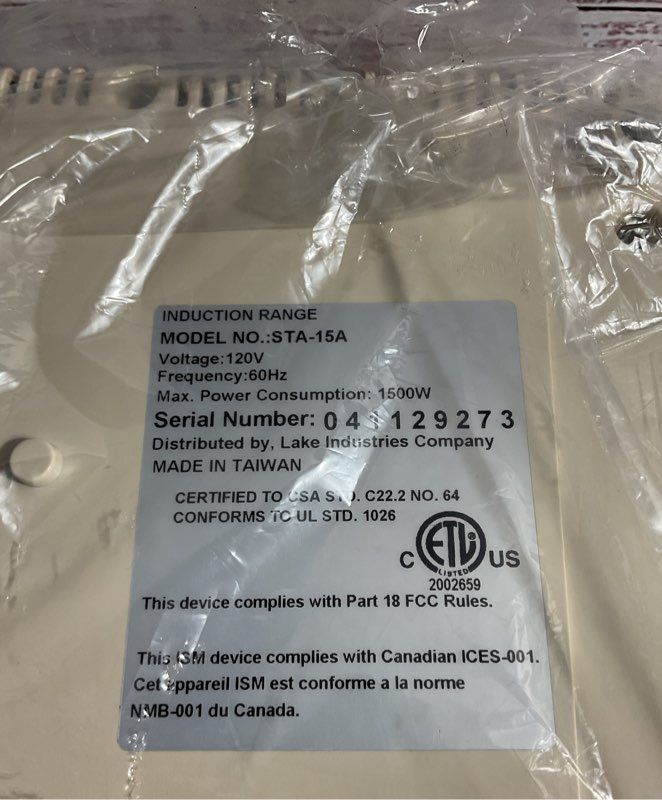 INDUCTION RANGE
MODEL NO.:STA-15A
Voltage:120V
Frequency:60Hz
Max. Power Consumption: 1500W
Serial Number: 041129273
Distributed by, Lake Industries Company
MADE IN TAIWAN
CERTIFIED TO CSA STD. C22.2 NO. 64
CONFORMS TO UL STD. 1026
C ETL US
LISTED
2002659
This device complies with Part 18 FCC Rules.
This ISM device complies with Canadian ICES-001.
Cet appareil ISM est conforme a la norme
NMB-001 du Canada.